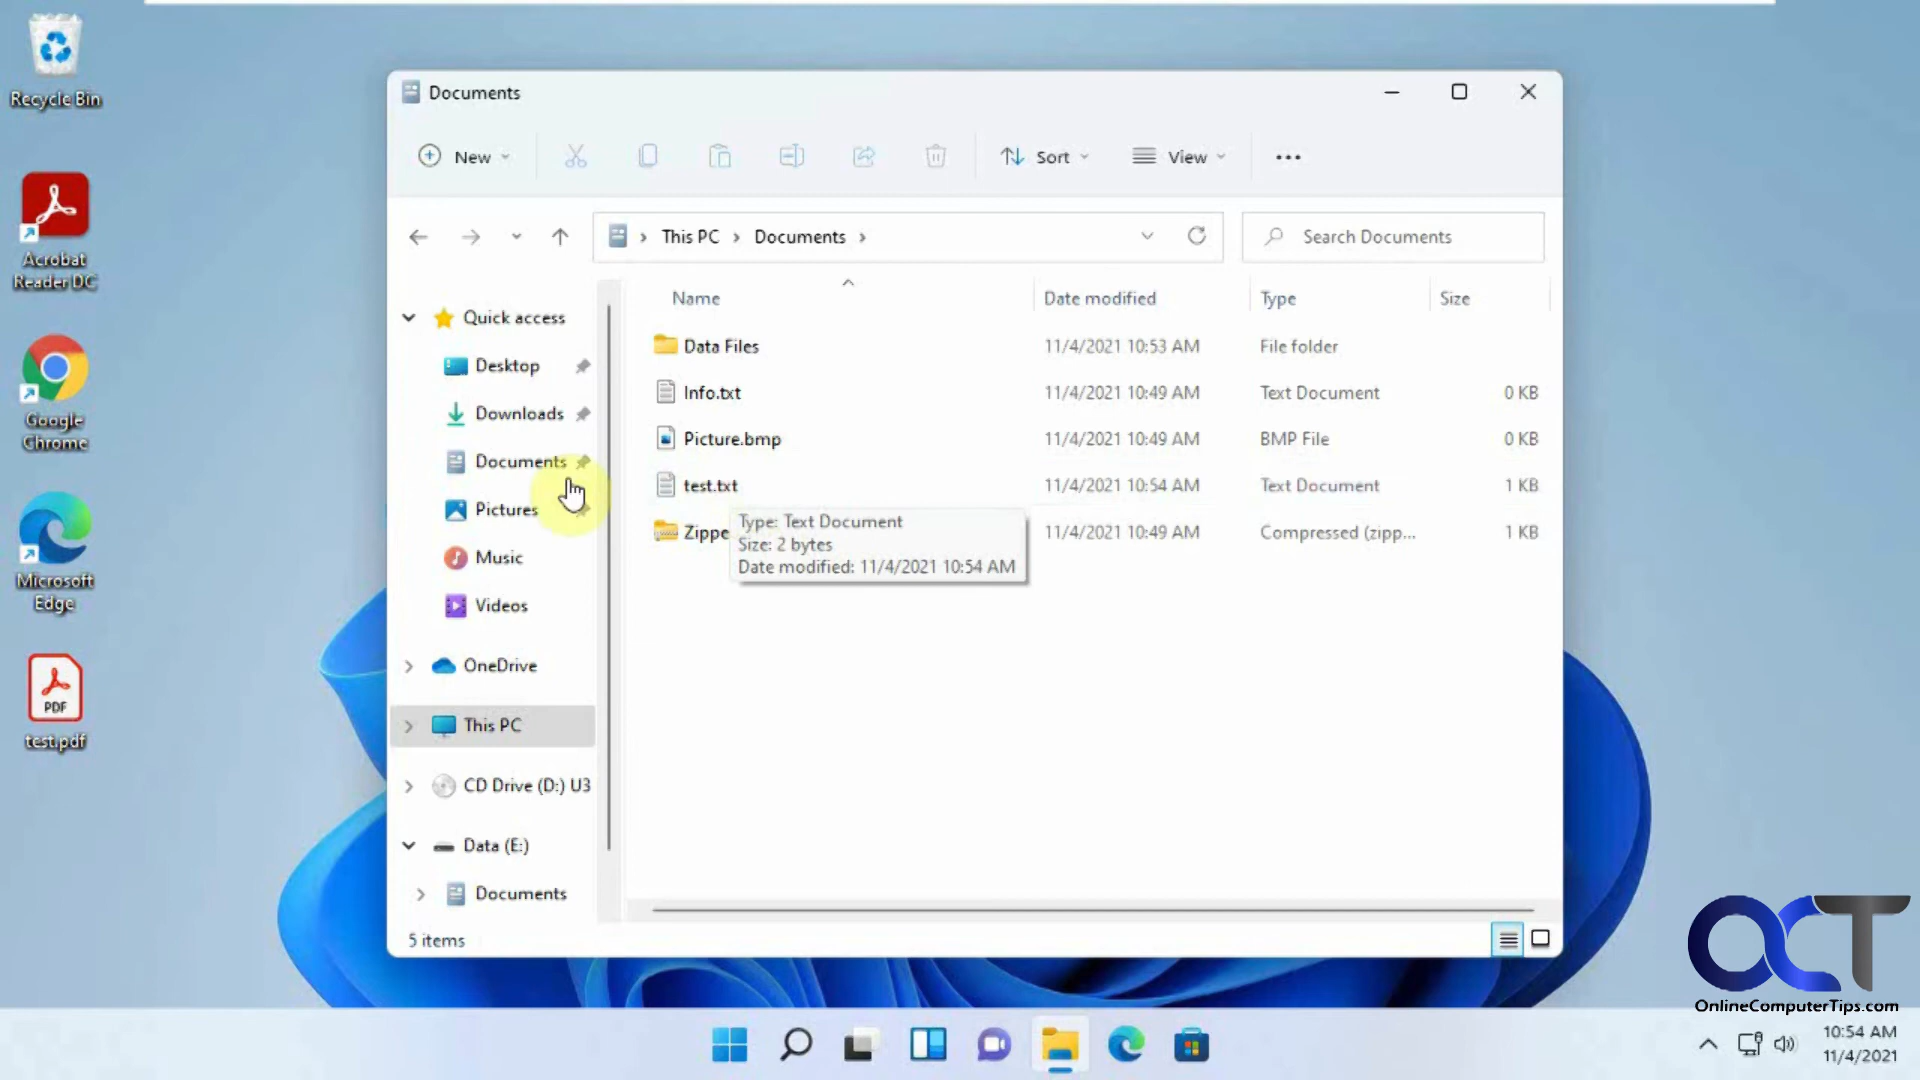 Recycle Bin
Acrobat
Reader DC
Google
Chrome
Microsoft
Edge
PDF
test.pdf
Documents
New
Sort
View
This PC
Documents
Search Documents
Quick access
Desktop
Downloads
Documents
Pictures
Music
Videos
OneDrive
This PC
CD Drive (D:) U3
Data (E:)
Documents
Name Date modified Type Size
Data Files 11/4/2021 10:53 AM File folder
Info.txt 11/4/2021 10:49 AM Text Document 0 KB
Picture.bmp 11/4/2021 10:49 AM BMP File 0 KB
test.txt 11/4/2021 10:54 AM Text Document 1 KB
Zippe 11/4/2021 10:49 AM Compressed (zipp... 1 KB
Type: Text Document
Size: 2 bytes
Date modified: 11/4/2021 10:54 AM
5 items
OCT
OnlineComputerTips.com
10:54 AM
11/4/2021